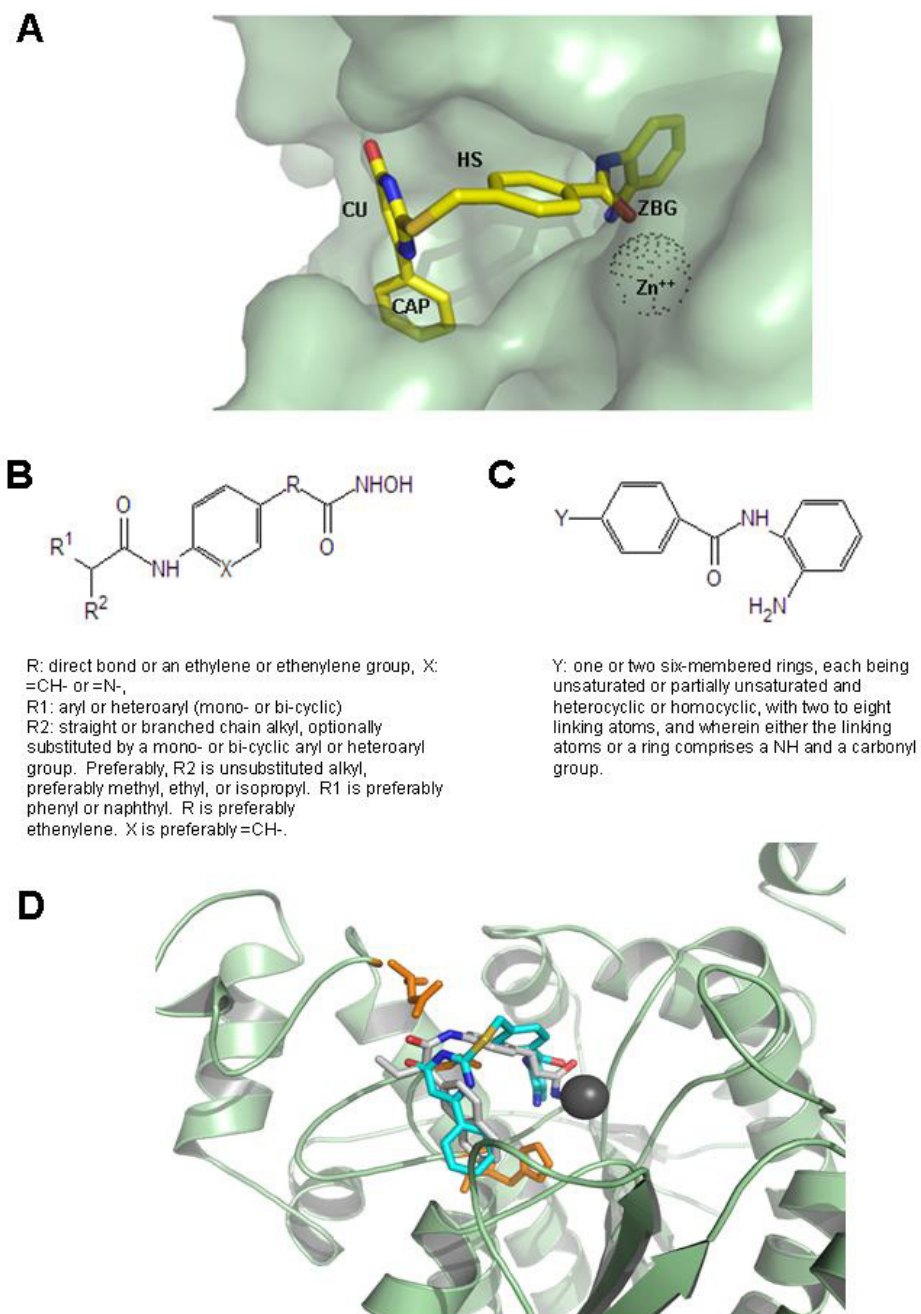 A
HS
CU
ZBG
Zn++
CAP
B
C
O
R
NHOH
R1
NH
X
O
R2
Y
NH
O
H2N
R: direct bond or an ethylene or ethenylene group, X:
=CH- or =N-,
R1: aryl or heteroaryl (mono- or bi-cyclic)
R2: straight or branched chain alkyl, optionally
substituted by a mono- or bi-cyclic aryl or heteroaryl
group. Preferably, R2 is unsubstituted alkyl,
preferably methyl, ethyl, or isopropyl. R1 is preferably
phenyl or naphthyl. R is preferably
ethenylene. X is preferably =CH-.
Y: one or two six-membered rings, each being
unsaturated or partially unsaturated and
heterocyclic or homocyclic, with two to eight
linking atoms, and wherein either the linking
atoms or a ring comprises a NH and a carbonyl
group.
D